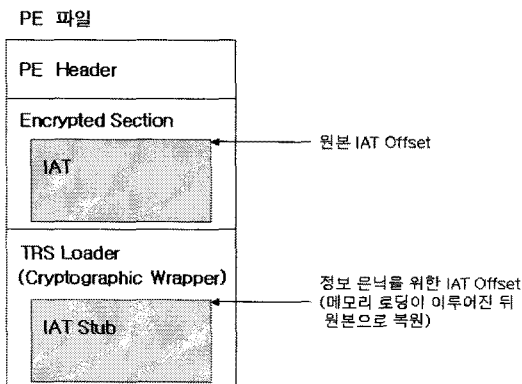 PE 파일
PE Header
Encrypted Section
IAT
원본 IAT Offset
TRS Loader
(Cryptographic Wrapper)
IAT Stub
정보 은닉을 위한 IAT Offset
(메모리 로딩이 이루어진 뒤
원본으로 복원)